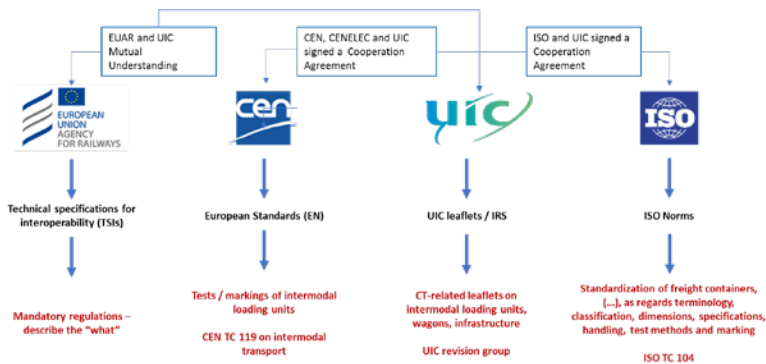 EUAR and UIC
Mutual
Understanding
CEN, CENELEC and UIC
signed a Cooperation
Agreement
ISO and UIC signed a
Cooperation
Agreement
EUROPEAN
UNION
AGENCY
FOR RAILWAYS
cen
uic
ISO
Technical specifications for
interoperability (TSIs)
European Standards (EN)
UIC leaflets / IRS
ISO Norms
Mandatory regulations –
describe the “what”
Tests / markings of intermodal
loading units
CEN TC 119 on intermodal
transport
CT-related leaflets on
intermodal loading units,
wagons, infrastructure
UIC revision group
Standardization of freight containers,
(...), as regards terminology,
classification, dimensions, specifications,
handling, test methods and marking
ISO TC 104